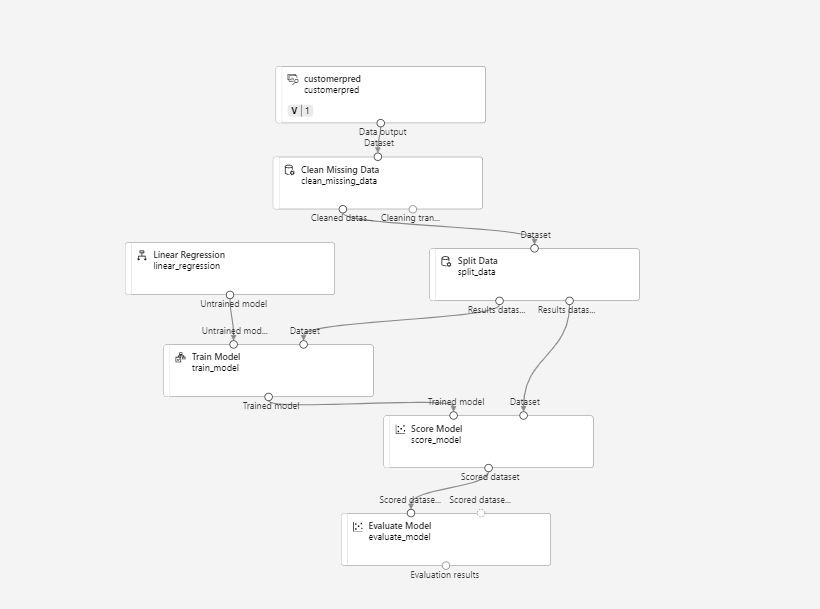 customerpred
customerpred
V 1
Data output
Dataset
Clean Missing Data
clean_missing_data
Cleaned datas... Cleaning tran...
Dataset
Linear Regression
linear_regression
Split Data
split_data
Untrained model
Results datas... Results datas...
Untrained mod... Dataset
Train Model
train_model
Trained model
Trained model Dataset
Score Model
score_model
Scored dataset
Scored datase... Scored datase...
Evaluate Model
evaluate_model
Evaluation results